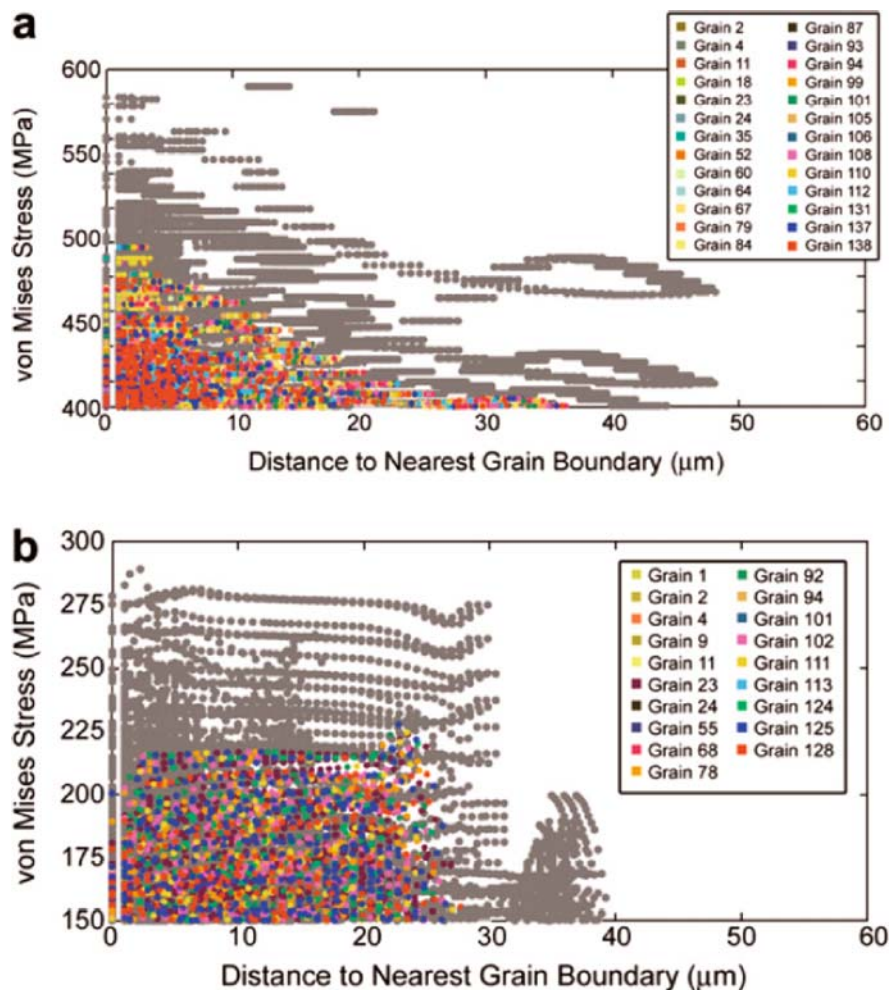 a
600
550
500
450
400
von Mises Stress (MPa)
0 10 20 30 40 50 60
Distance to Nearest Grain Boundary (μm)
Grain 2 Grain 87
Grain 4 Grain 93
Grain 11 Grain 94
Grain 18 Grain 99
Grain 23 Grain 101
Grain 24 Grain 105
Grain 35 Grain 106
Grain 52 Grain 108
Grain 60 Grain 110
Grain 64 Grain 112
Grain 67 Grain 131
Grain 79 Grain 137
Grain 84 Grain 138
b
300
275
250
225
200
175
150
von Mises Stress (MPa)
0 10 20 30 40 50 60
Distance to Nearest Grain Boundary (μm)
Grain 1 Grain 92
Grain 2 Grain 94
Grain 4 Grain 101
Grain 9 Grain 102
Grain 11 Grain 111
Grain 23 Grain 113
Grain 24 Grain 124
Grain 55 Grain 125
Grain 68 Grain 128
Grain 78